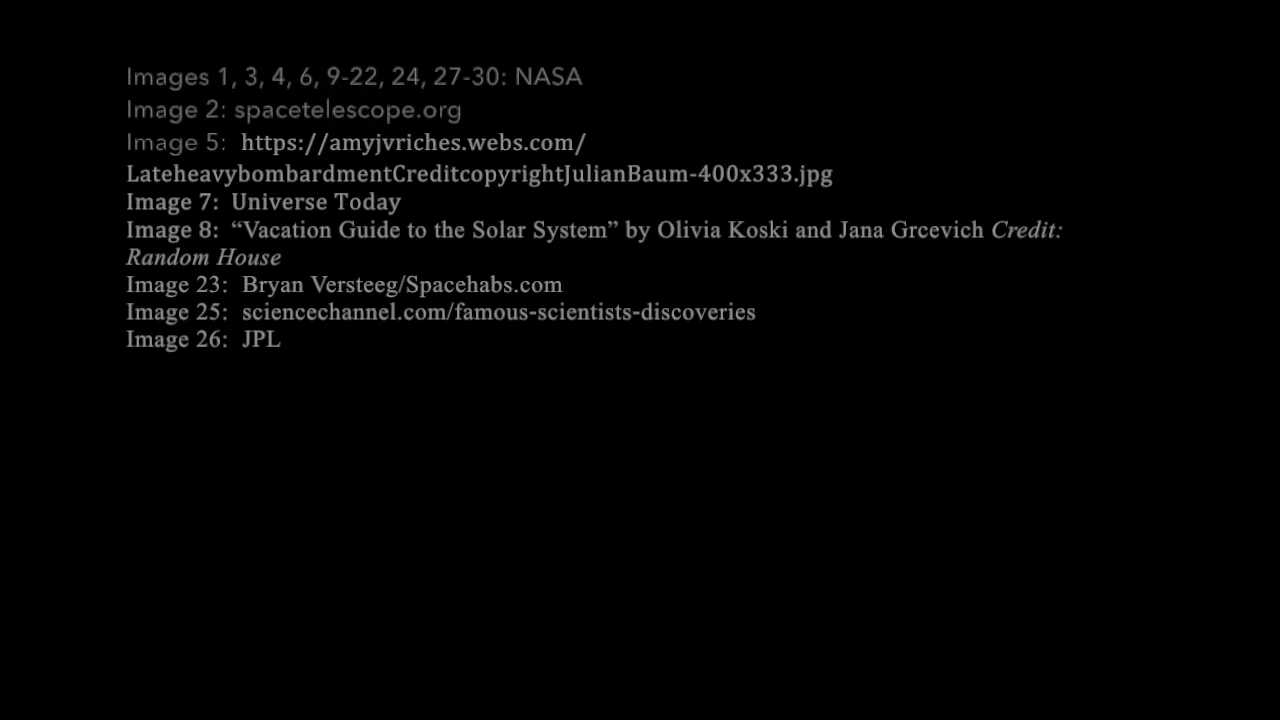 Images 1, 3, 4, 6, 9-22, 24, 27-30: NASA
Image 2: spacetelescope.org
Image 5: https://amyjvriches.webs.com/
LateheavybombardmentCreditcopyrightJulianBaum-400x333.jpg
Image 7: Universe Today
Image 8: “Vacation Guide to the Solar System” by Olivia Koski and Jana Grcevich Credit:
Random House
Image 23: Bryan Versteeg/Spacehabs.com
Image 25: sciencechannel.com/famous-scientists-discoveries
Image 26: JPL